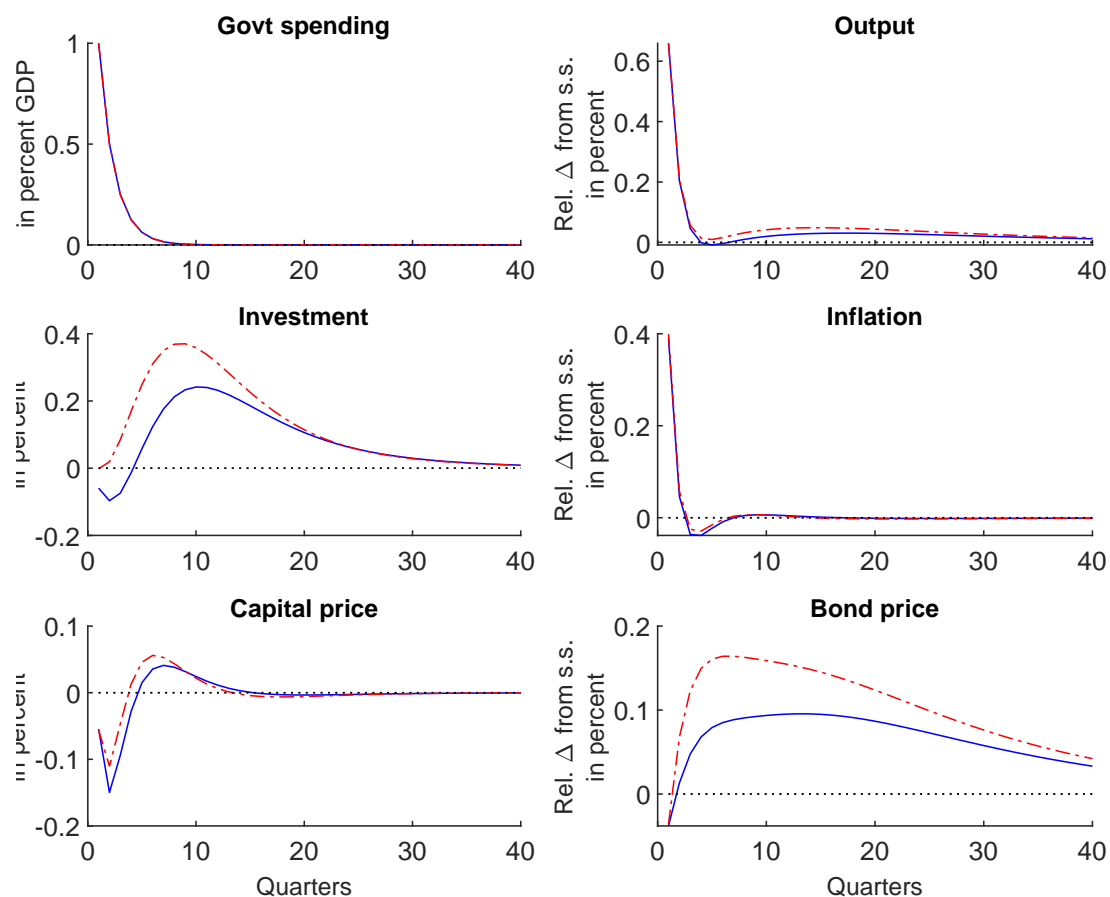 Govt spending
in percent GDP
1
0.5
0
0 10 20 30 40
Output
Rel. Δ from s.s.
in percent
0.6
0.4
0.2
0
0 10 20 30 40
Investment
in percent
0.4
0.2
0
-0.2
0 10 20 30 40
Inflation
Rel. Δ from s.s.
in percent
0.4
0.2
0
0 10 20 30 40
Capital price
in percent
0.1
0
-0.1
-0.2
0 10 20 30 40
Quarters
Bond price
Rel. Δ from s.s.
in percent
0.2
0.1
0
0 10 20 30 40
Quarters